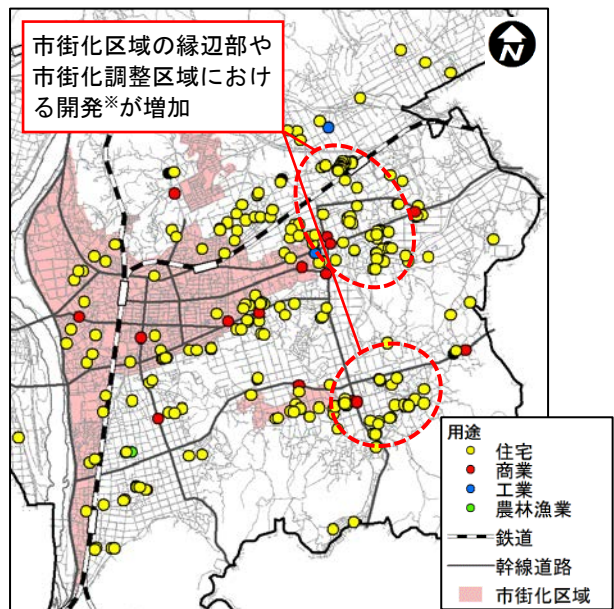 市街化区域の縁辺部や
市街化調整区域におけ
る開発※が増加
N
用途
住宅
商業
工業
農林漁業
鉄道
幹線道路
市街化区域